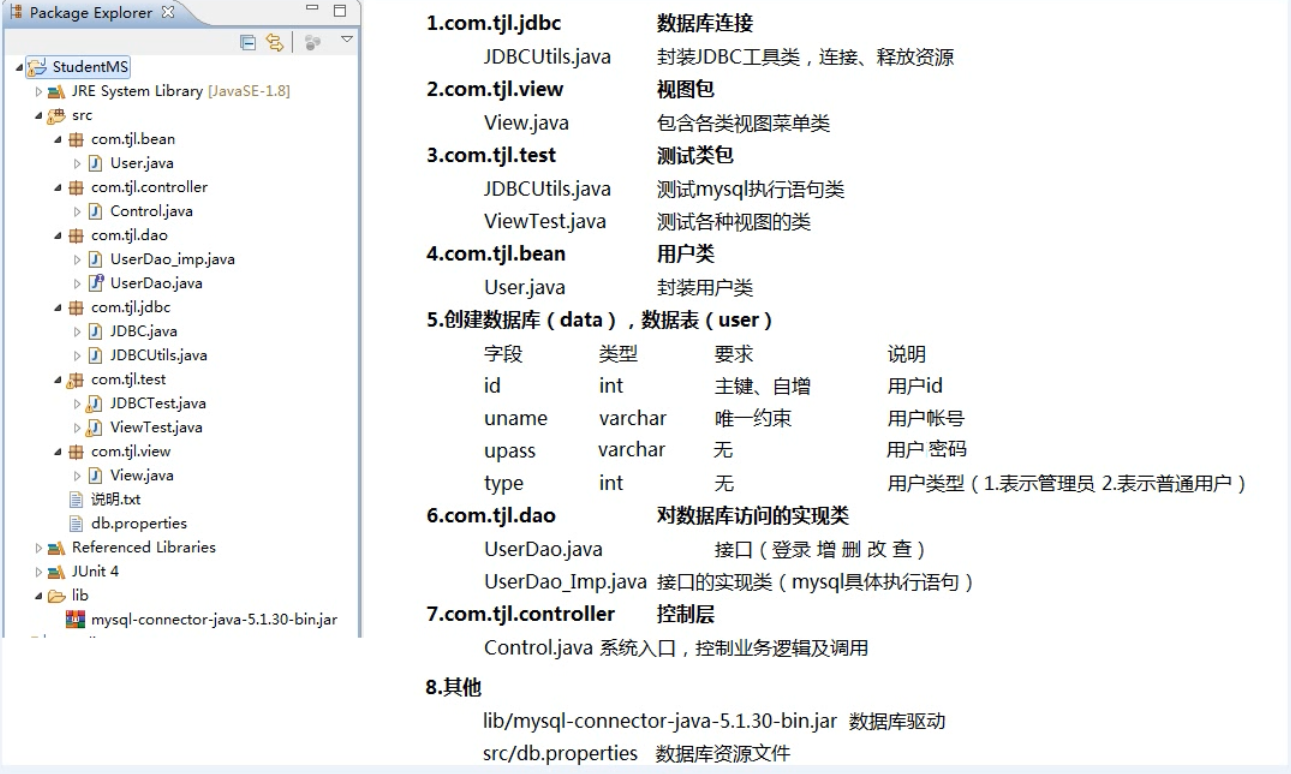 Package Explorer
StudentMS
JRE System Library [JavaSE-1.8]
src
com.tjl.bean
User.java
com.tjl.controller
Control.java
com.tjl.dao
UserDao_imp.java
UserDao.java
com.tjl.jdbc
JDBC.java
JDBCUtils.java
com.tjl.test
JDBCTest.java
ViewTest.java
com.tjl.view
View.java
说明.txt
db.properties
Referenced Libraries
JUnit 4
lib
mysql-connector-java-5.1.30-bin.jar
1.com.tjl.jdbc 数据库连接
JDBCUtils.java 封装JDBC工具类，连接、释放资源
2.com.tjl.view 视图包
View.java 包含各类视图菜单类
3.com.tjl.test 测试类包
JDBCUtils.java 测试mysql执行语句类
ViewTest.java 测试各种视图的类
4.com.tjl.bean 用户类
User.java 封装用户类
5.创建数据库（data），数据表（user）
字段 类型 要求 说明
id int 主键、自增 用户id
uname varchar 唯一约束 用户帐号
upass varchar 无 用户 密码
type int 无 用户类型（1.表示管理员 2.表示普通用户）
6.com.tjl.dao 对数据库访问的实现类
UserDao.java 接口（登录 增 删 改 查）
UserDao_Imp.java 接口的实现类（mysql具体执行语句）
7.com.tjl.controller 控制层
Control.java 系统入口，控制业务逻辑及调用
8.其他
lib/mysql-connector-java-5.1.30-bin.jar 数据库驱动
src/db.properties 数据库资源文件